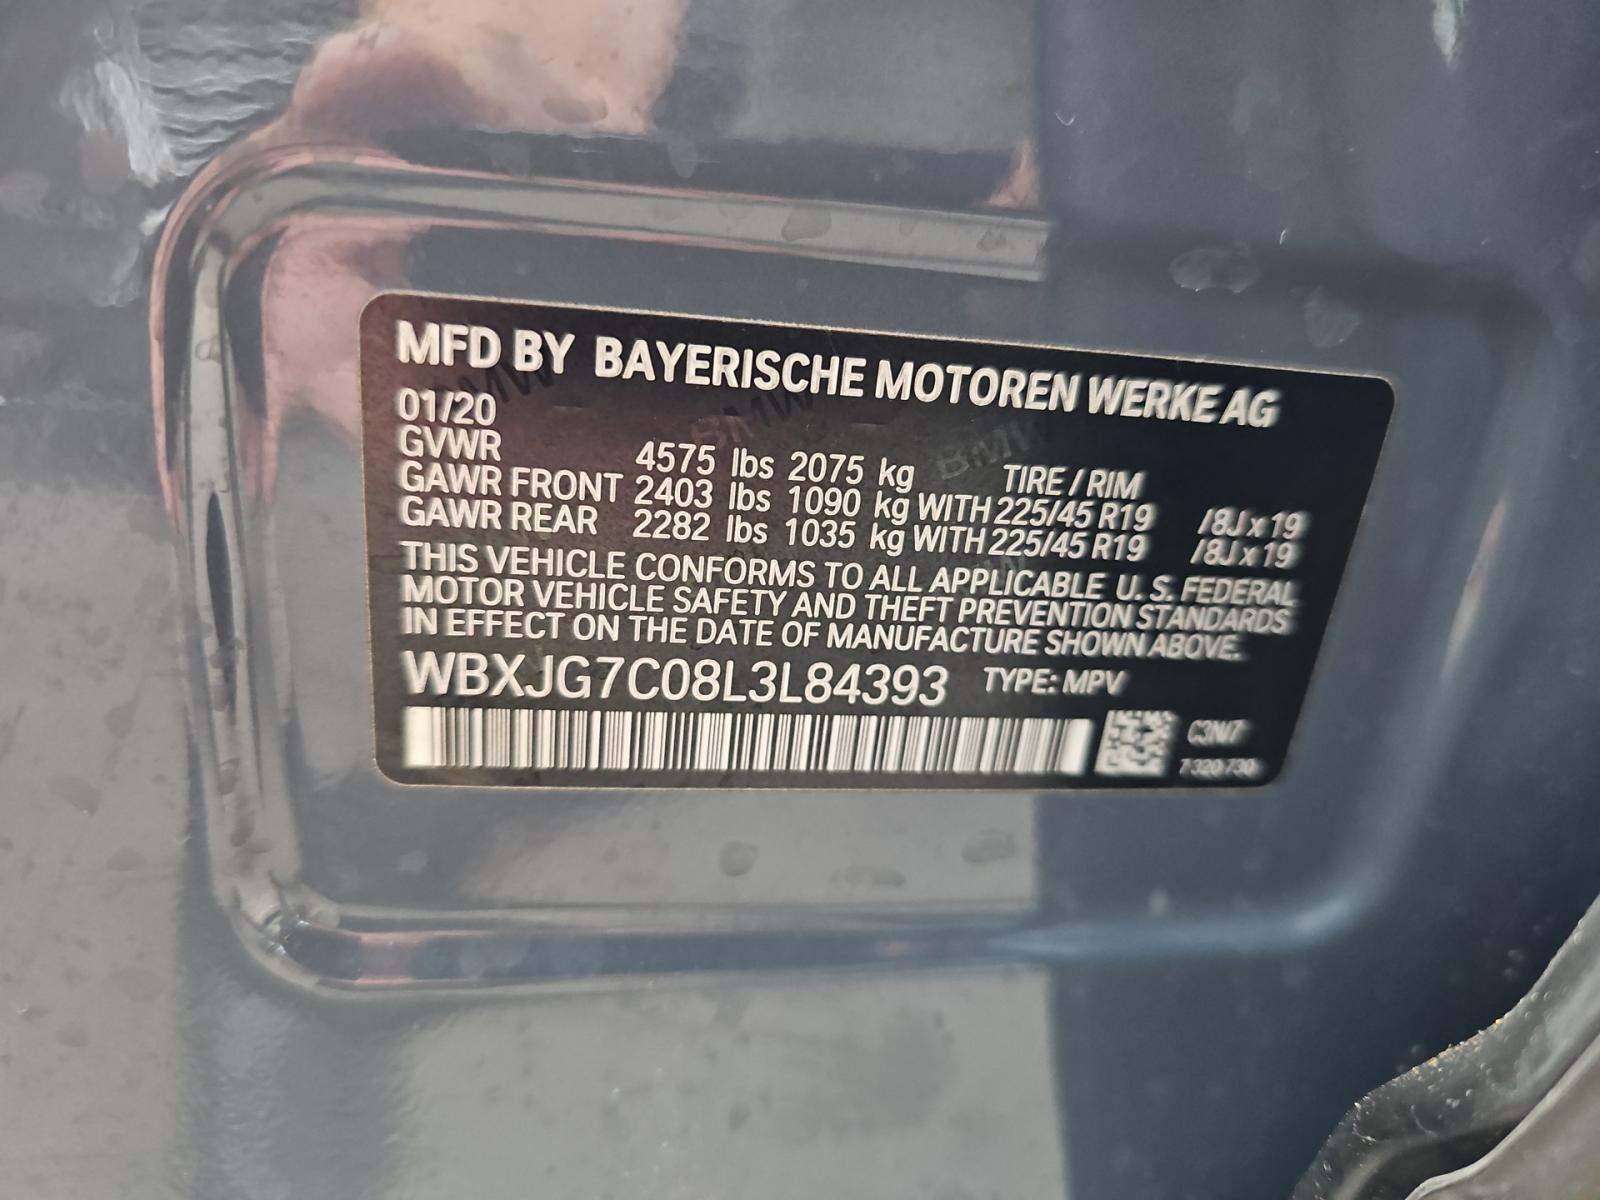 MFD BY BAYERISCHE MOTOREN WERKE AG
01/20
GVWR 4575 lbs 2075 kg TIRE / RIM
GAWR FRONT 2403 lbs 1090 kg WITH 225/45 R19 /8J x 19
GAWR REAR 2282 lbs 1035 kg WITH 225/45 R19 /8J x 19
THIS VEHICLE CONFORMS TO ALL APPLICABLE U. S. FEDERAL
MOTOR VEHICLE SAFETY AND THEFT PREVENTION STANDARDS
IN EFFECT ON THE DATE OF MANUFACTURE SHOWN ABOVE.
WBXJG7C08L3L84393 TYPE: MPV
7 320 730